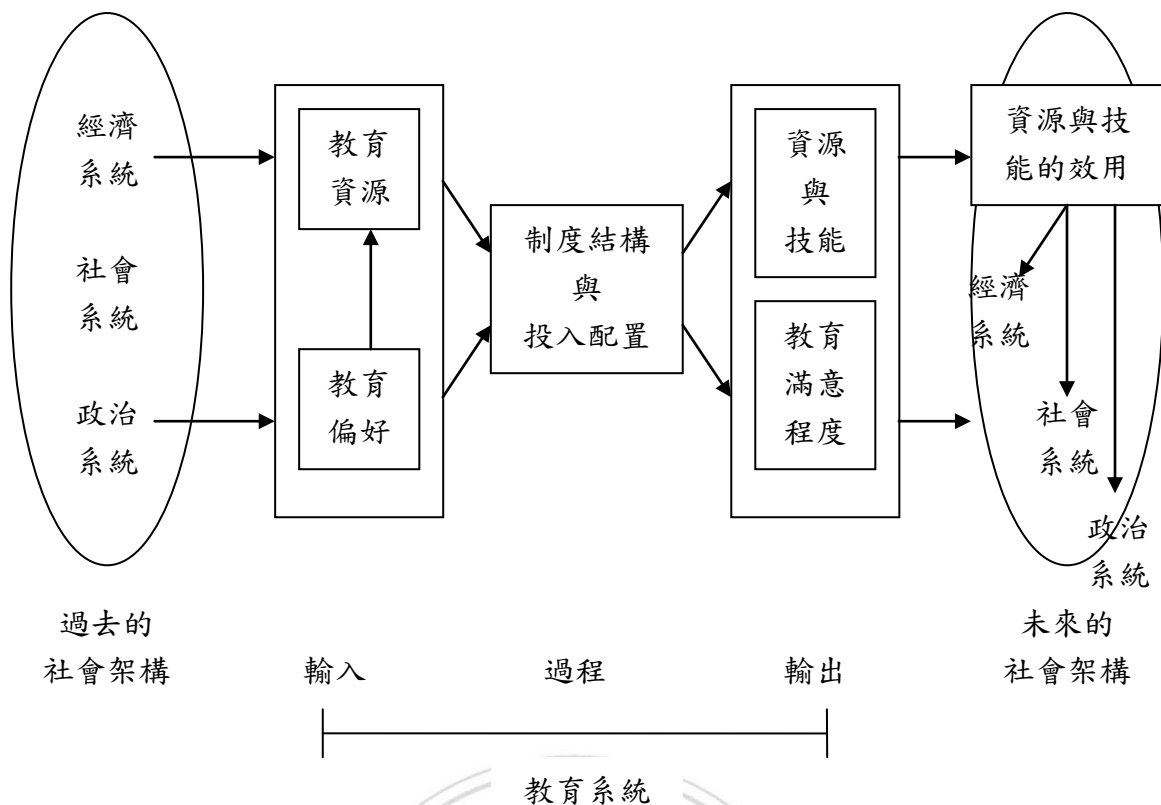 經濟
系統
社會
系統
政治
系統
過去的
社會架構
教育
資源
教育
偏好
輸入
制度結構
與
投入配置
過程
資源
與
技能
教育
滿意
程度
輸出
資源與技
能的效用
經濟
系統
社會
系統
政治
系統
未來的
社會架構
教育系統